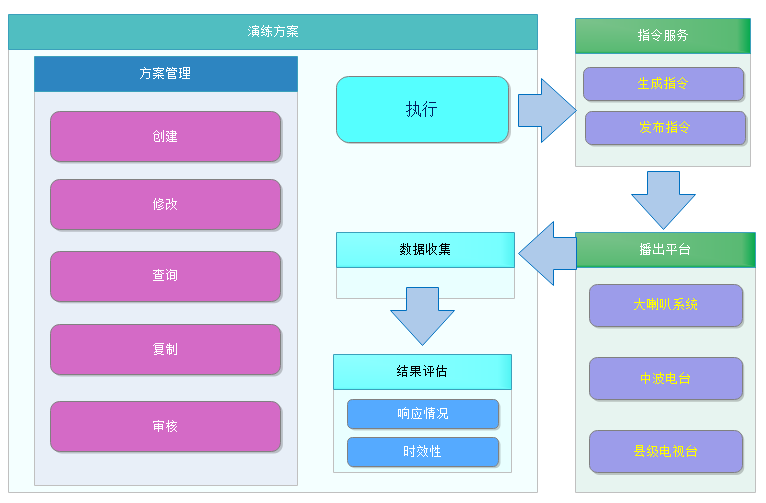 演练方案
方案管理
创建
修改
查询
复制
审核
执行
指令服务
生成指令
发布指令
播出平台
大喇叭系统
中波电台
县级电视台
数据收集
结果评估
响应情况
时效性